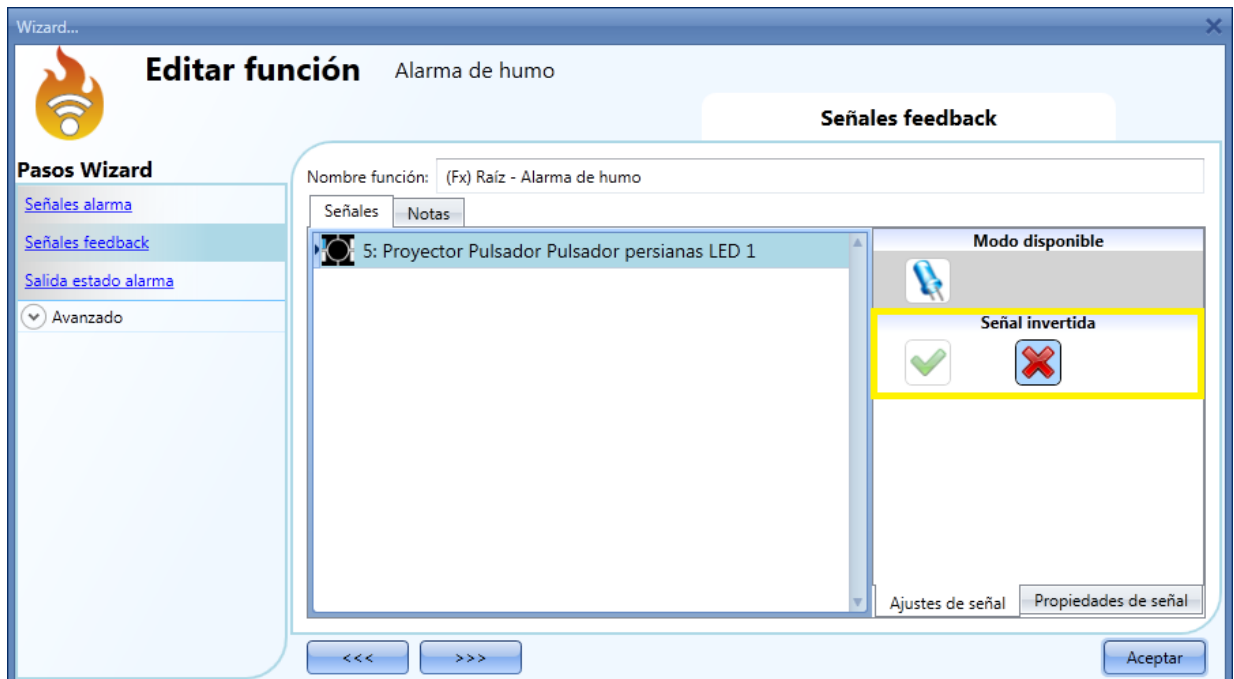 Wizard...
Editar función Alarma de humo
Señales feedback
Pasos Wizard
Señales alarma
Señales feedback
Salida estado alarma
Avanzado
Nombre función: (Fx) Raíz - Alarma de humo
Señales Notas
5: Proyector Pulsador Pulsador persianas LED 1
Modo disponible
Señal invertida
Ajustes de señal Propiedades de señal
<<< >>> Aceptar